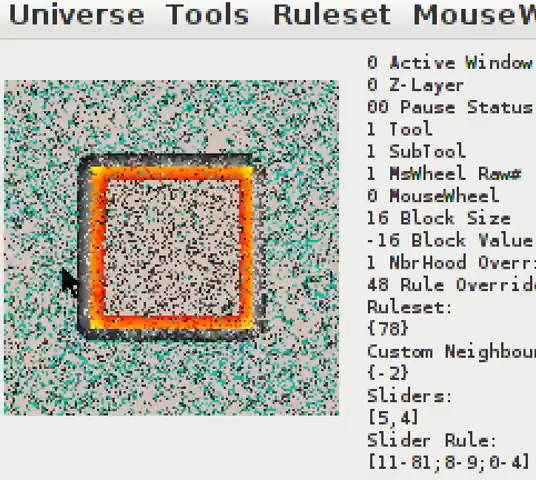 Universe Tools Ruleset MouseW
0 Active Window
0 Z-Layer
00 Pause Status
1 Tool
1 SubTool
1 MsWheel Raw#
0 MouseWheel
16 Block Size
-16 Block Value
1 NbrHood Overr
48 Rule Override
Ruleset:
{78}
Custom Neighbour
{-2}
Sliders:
[5,4]
Slider Rule:
[11-81;8-9;0-4]